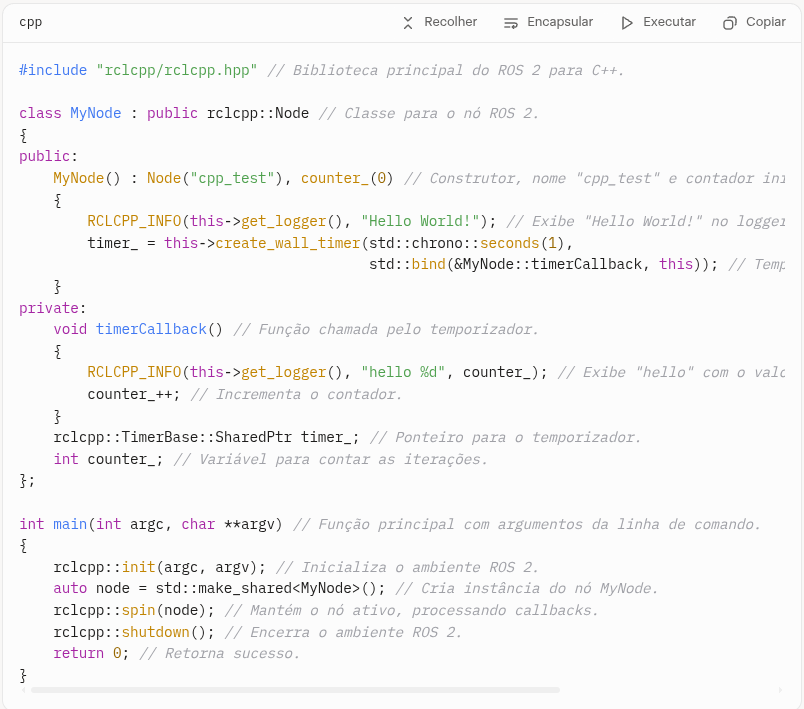 cpp Recolher Encapsular Executar Copiar
#include "rclcpp/rclcpp.hpp" // Biblioteca principal do ROS 2 para C++.
class MyNode : public rclcpp::Node // Classe para o nó ROS 2.
{
public:
    MyNode() : Node("cpp_test"), counter_(0) // Construtor, nome "cpp_test" e contador ini
    {
        RCLCPP_INFO(this->get_logger(), "Hello World!"); // Exibe "Hello World!" no logger
        timer_ = this->create_wall_timer(std::chrono::seconds(1),
                                         std::bind(&MyNode::timerCallback, this)); // Temp
    }
private:
    void timerCallback() // Função chamada pelo temporizador.
    {
        RCLCPP_INFO(this->get_logger(), "hello %d", counter_); // Exibe "hello" com o valo
        counter_++; // Incrementa o contador.
    }
    rclcpp::TimerBase::SharedPtr timer_; // Ponteiro para o temporizador.
    int counter_; // Variável para contar as iterações.
};
int main(int argc, char **argv) // Função principal com argumentos da linha de comando.
{
    rclcpp::init(argc, argv); // Inicializa o ambiente ROS 2.
    auto node = std::make_shared<MyNode>(); // Cria instância do nó MyNode.
    rclcpp::spin(node); // Mantém o nó ativo, processando callbacks.
    rclcpp::shutdown(); // Encerra o ambiente ROS 2.
    return 0; // Retorna sucesso.
}